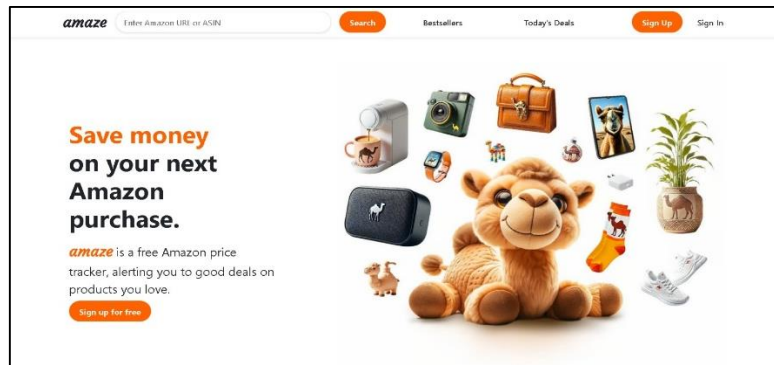 amaze Enter Amazon URL or ASIN Search Bestsellers Today's Deals Sign Up Sign In
Save money
on your next
Amazon
purchase.
amaze is a free Amazon price
tracker, alerting you to good deals on
products you love.
Sign up for free